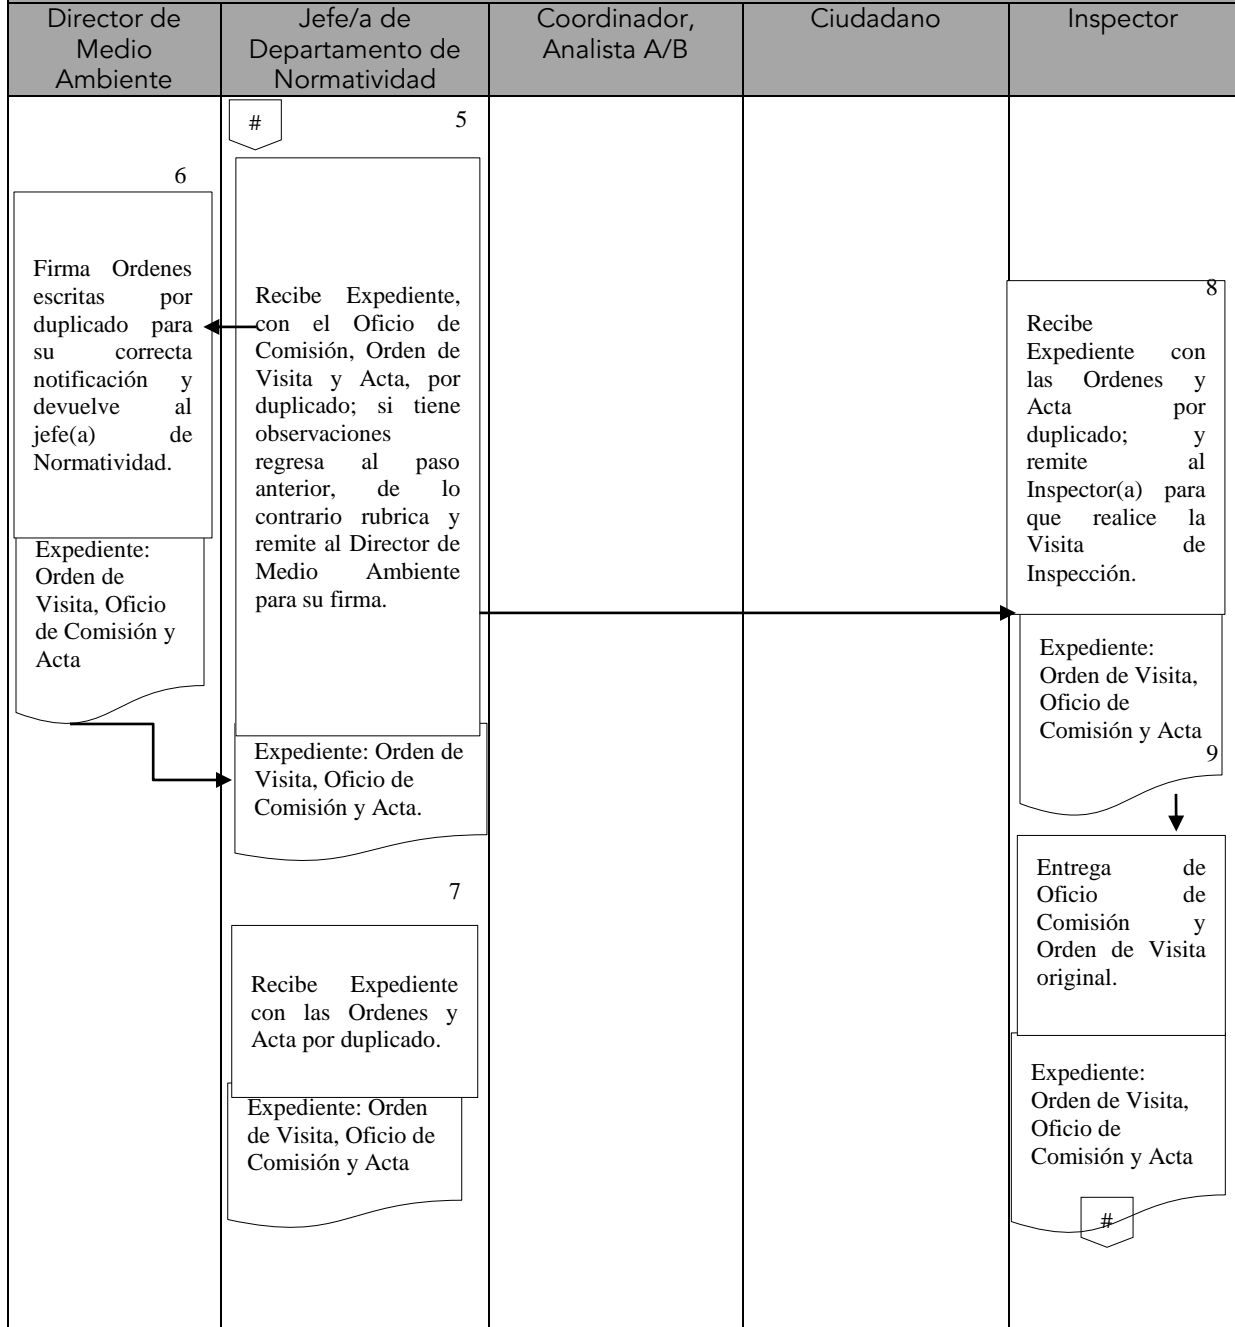 Director de
Medio
Ambiente
Jefe/a de
Departamento de
Normatividad
Coordinador,
Analista A/B
Ciudadano
Inspector
#
5
Recibe Expediente,
con el Oficio de
Comisión, Orden de
Visita y Acta, por
duplicado; si tiene
observaciones
regresa al paso
anterior, de lo
contrario rubrica y
remite al Director de
Medio Ambiente
para su firma.
Expediente: Orden de
Visita, Oficio de
Comisión y Acta.
6
Firma Ordenes
escritas por
duplicado para
su correcta
notificación y
devuelve al
jefe(a) de
Normatividad.
Expediente:
Orden de
Visita, Oficio
de Comisión y
Acta
7
Recibe Expediente
con las Ordenes y
Acta por duplicado.
Expediente: Orden
de Visita, Oficio de
Comisión y Acta
8
Recibe
Expediente con
las Ordenes y
Acta por
duplicado; y
remite al
Inspector(a) para
que realice la
Visita de
Inspección.
Expediente:
Orden de Visita,
Oficio de
Comisión y Acta
9
Entrega de
Oficio de
Comisión y
Orden de Visita
original.
Expediente:
Orden de Visita,
Oficio de
Comisión y Acta
#